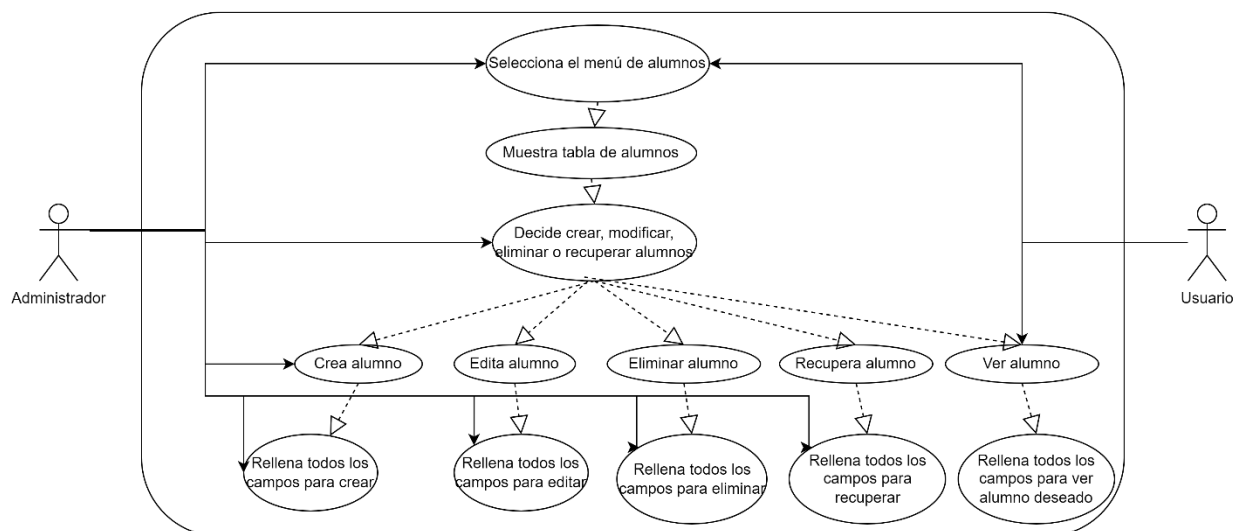 Selecciona el menú de alumnos
Muestra tabla de alumnos
Decide crear, modificar,
eliminar o recuperar alumnos
Administrador
Usuario
Crea alumno
Edita alumno
Eliminar alumno
Recupera alumno
Ver alumno
Rellena todos los
campos para crear
Rellena todos los
campos para editar
Rellena todos los
campos para eliminar
Rellena todos los
campos para
recuperar
Rellena todos los
campos para ver
alumno deseado